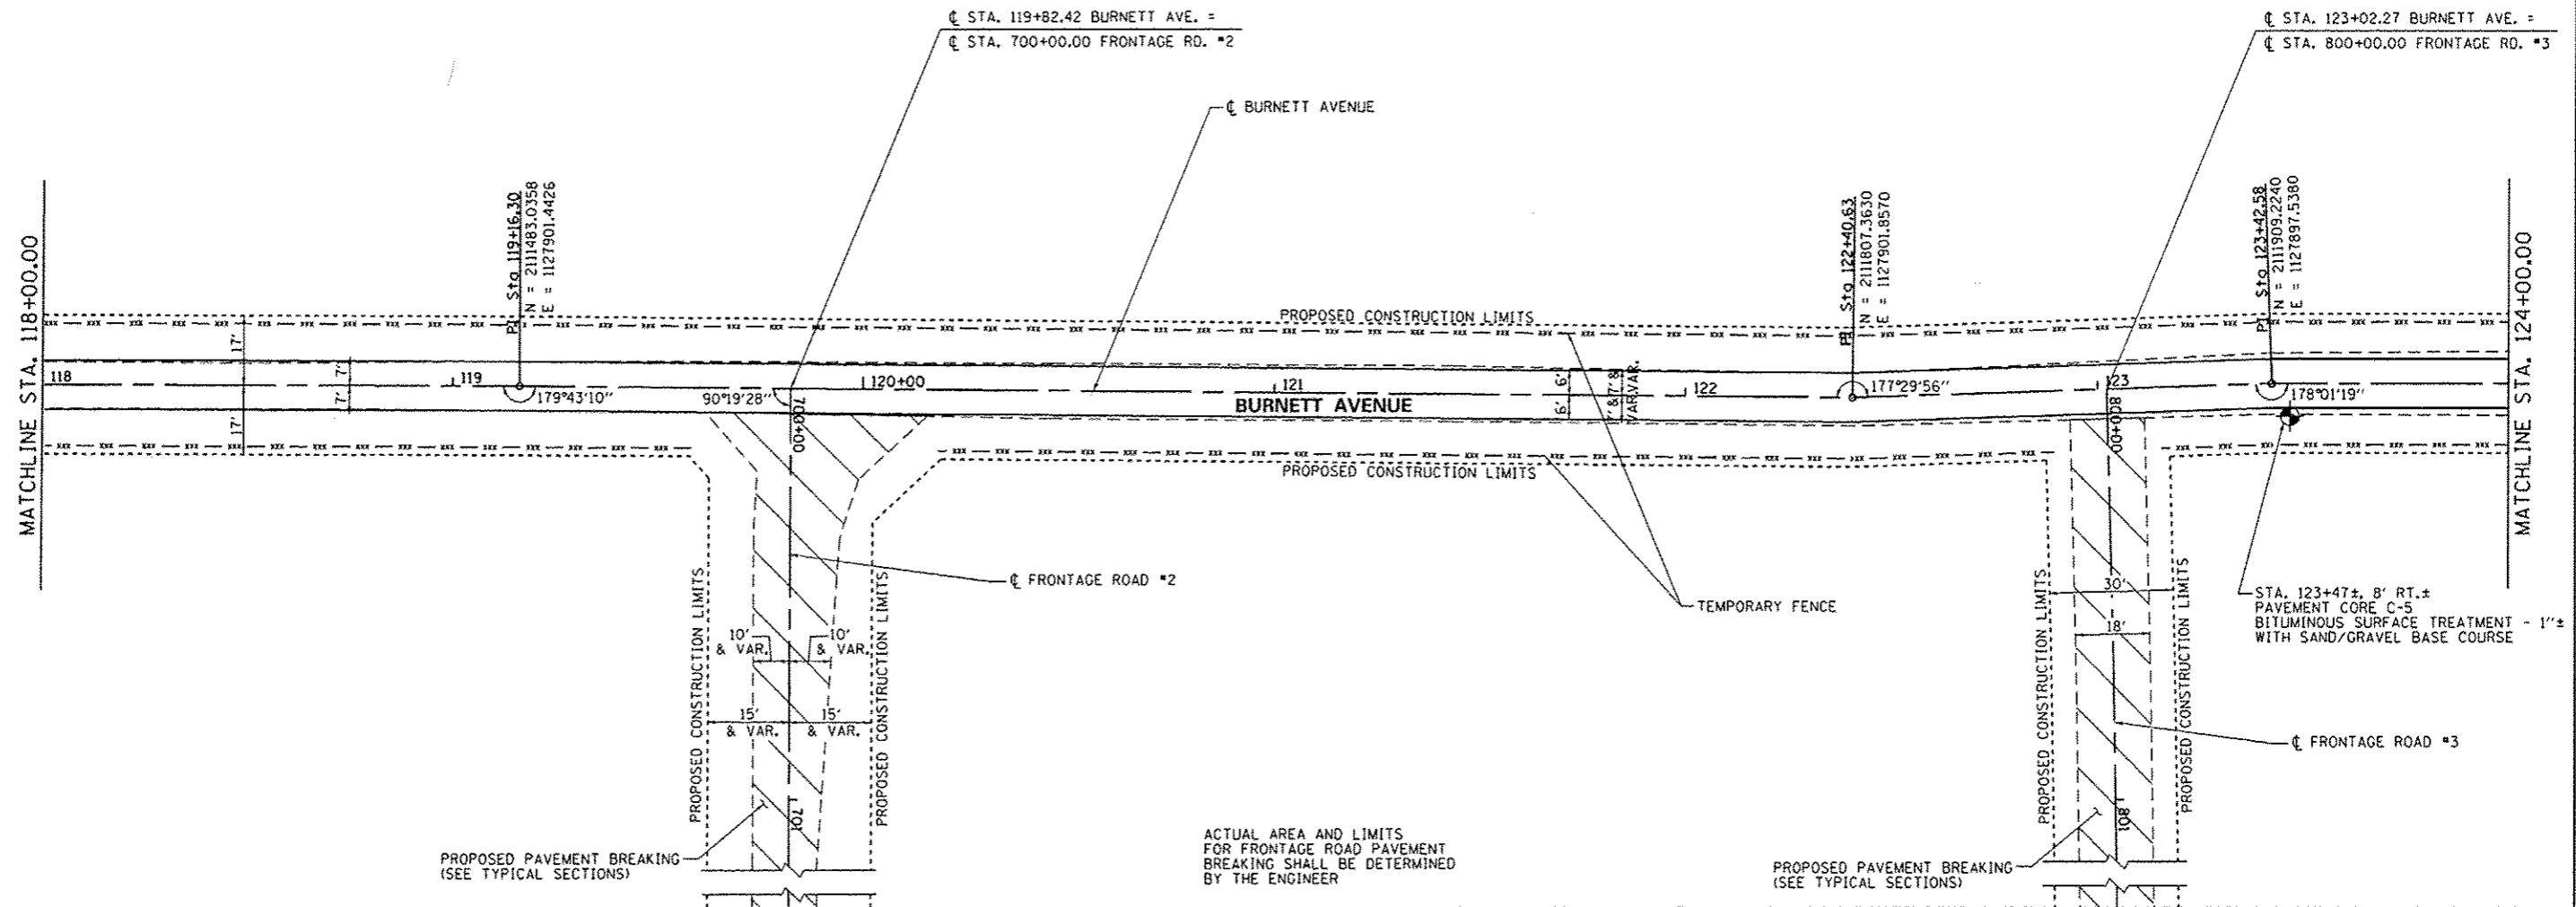 ℄ STA. 119+82.42 BURNETT AVE. =
℄ STA. 700+00.00 FRONTAGE RD. #2
℄ STA. 123+02.27 BURNETT AVE. =
℄ STA. 800+00.00 FRONTAGE RD. #3
℄ BURNETT AVENUE
MATCHLINE STA. 118+00.00
PI Sta 119+16.30
N = 2111483.0358
E = 1127901.4426
PI Sta 122+40.63
N = 2111807.3630
E = 1127901.8570
PI Sta 123+42.58
N = 2111909.2240
E = 1127897.5380
MATCHLINE STA. 124+00.00
PROPOSED CONSTRUCTION LIMITS
17'
17'
7'
7'
118
119
179°43'10"
90°19'28"
700+00
120+00
121
BURNETT AVENUE
6'
6'
7' & 7' &
VAR. VAR.
122
177°29'56"
123
800+00
178°01'19"
PROPOSED CONSTRUCTION LIMITS
℄ FRONTAGE ROAD #2
TEMPORARY FENCE
STA. 123+47±, 8' RT.±
PAVEMENT CORE C-5
BITUMINOUS SURFACE TREATMENT - 1"±
WITH SAND/GRAVEL BASE COURSE
PROPOSED CONSTRUCTION LIMITS
PROPOSED CONSTRUCTION LIMITS
10'
& VAR.
10'
& VAR.
15'
& VAR.
15'
& VAR.
701
PROPOSED CONSTRUCTION LIMITS
PROPOSED CONSTRUCTION LIMITS
30'
18'
801
℄ FRONTAGE ROAD #3
PROPOSED PAVEMENT BREAKING
(SEE TYPICAL SECTIONS)
ACTUAL AREA AND LIMITS
FOR FRONTAGE ROAD PAVEMENT
BREAKING SHALL BE DETERMINED
BY THE ENGINEER
PROPOSED PAVEMENT BREAKING
(SEE TYPICAL SECTIONS)